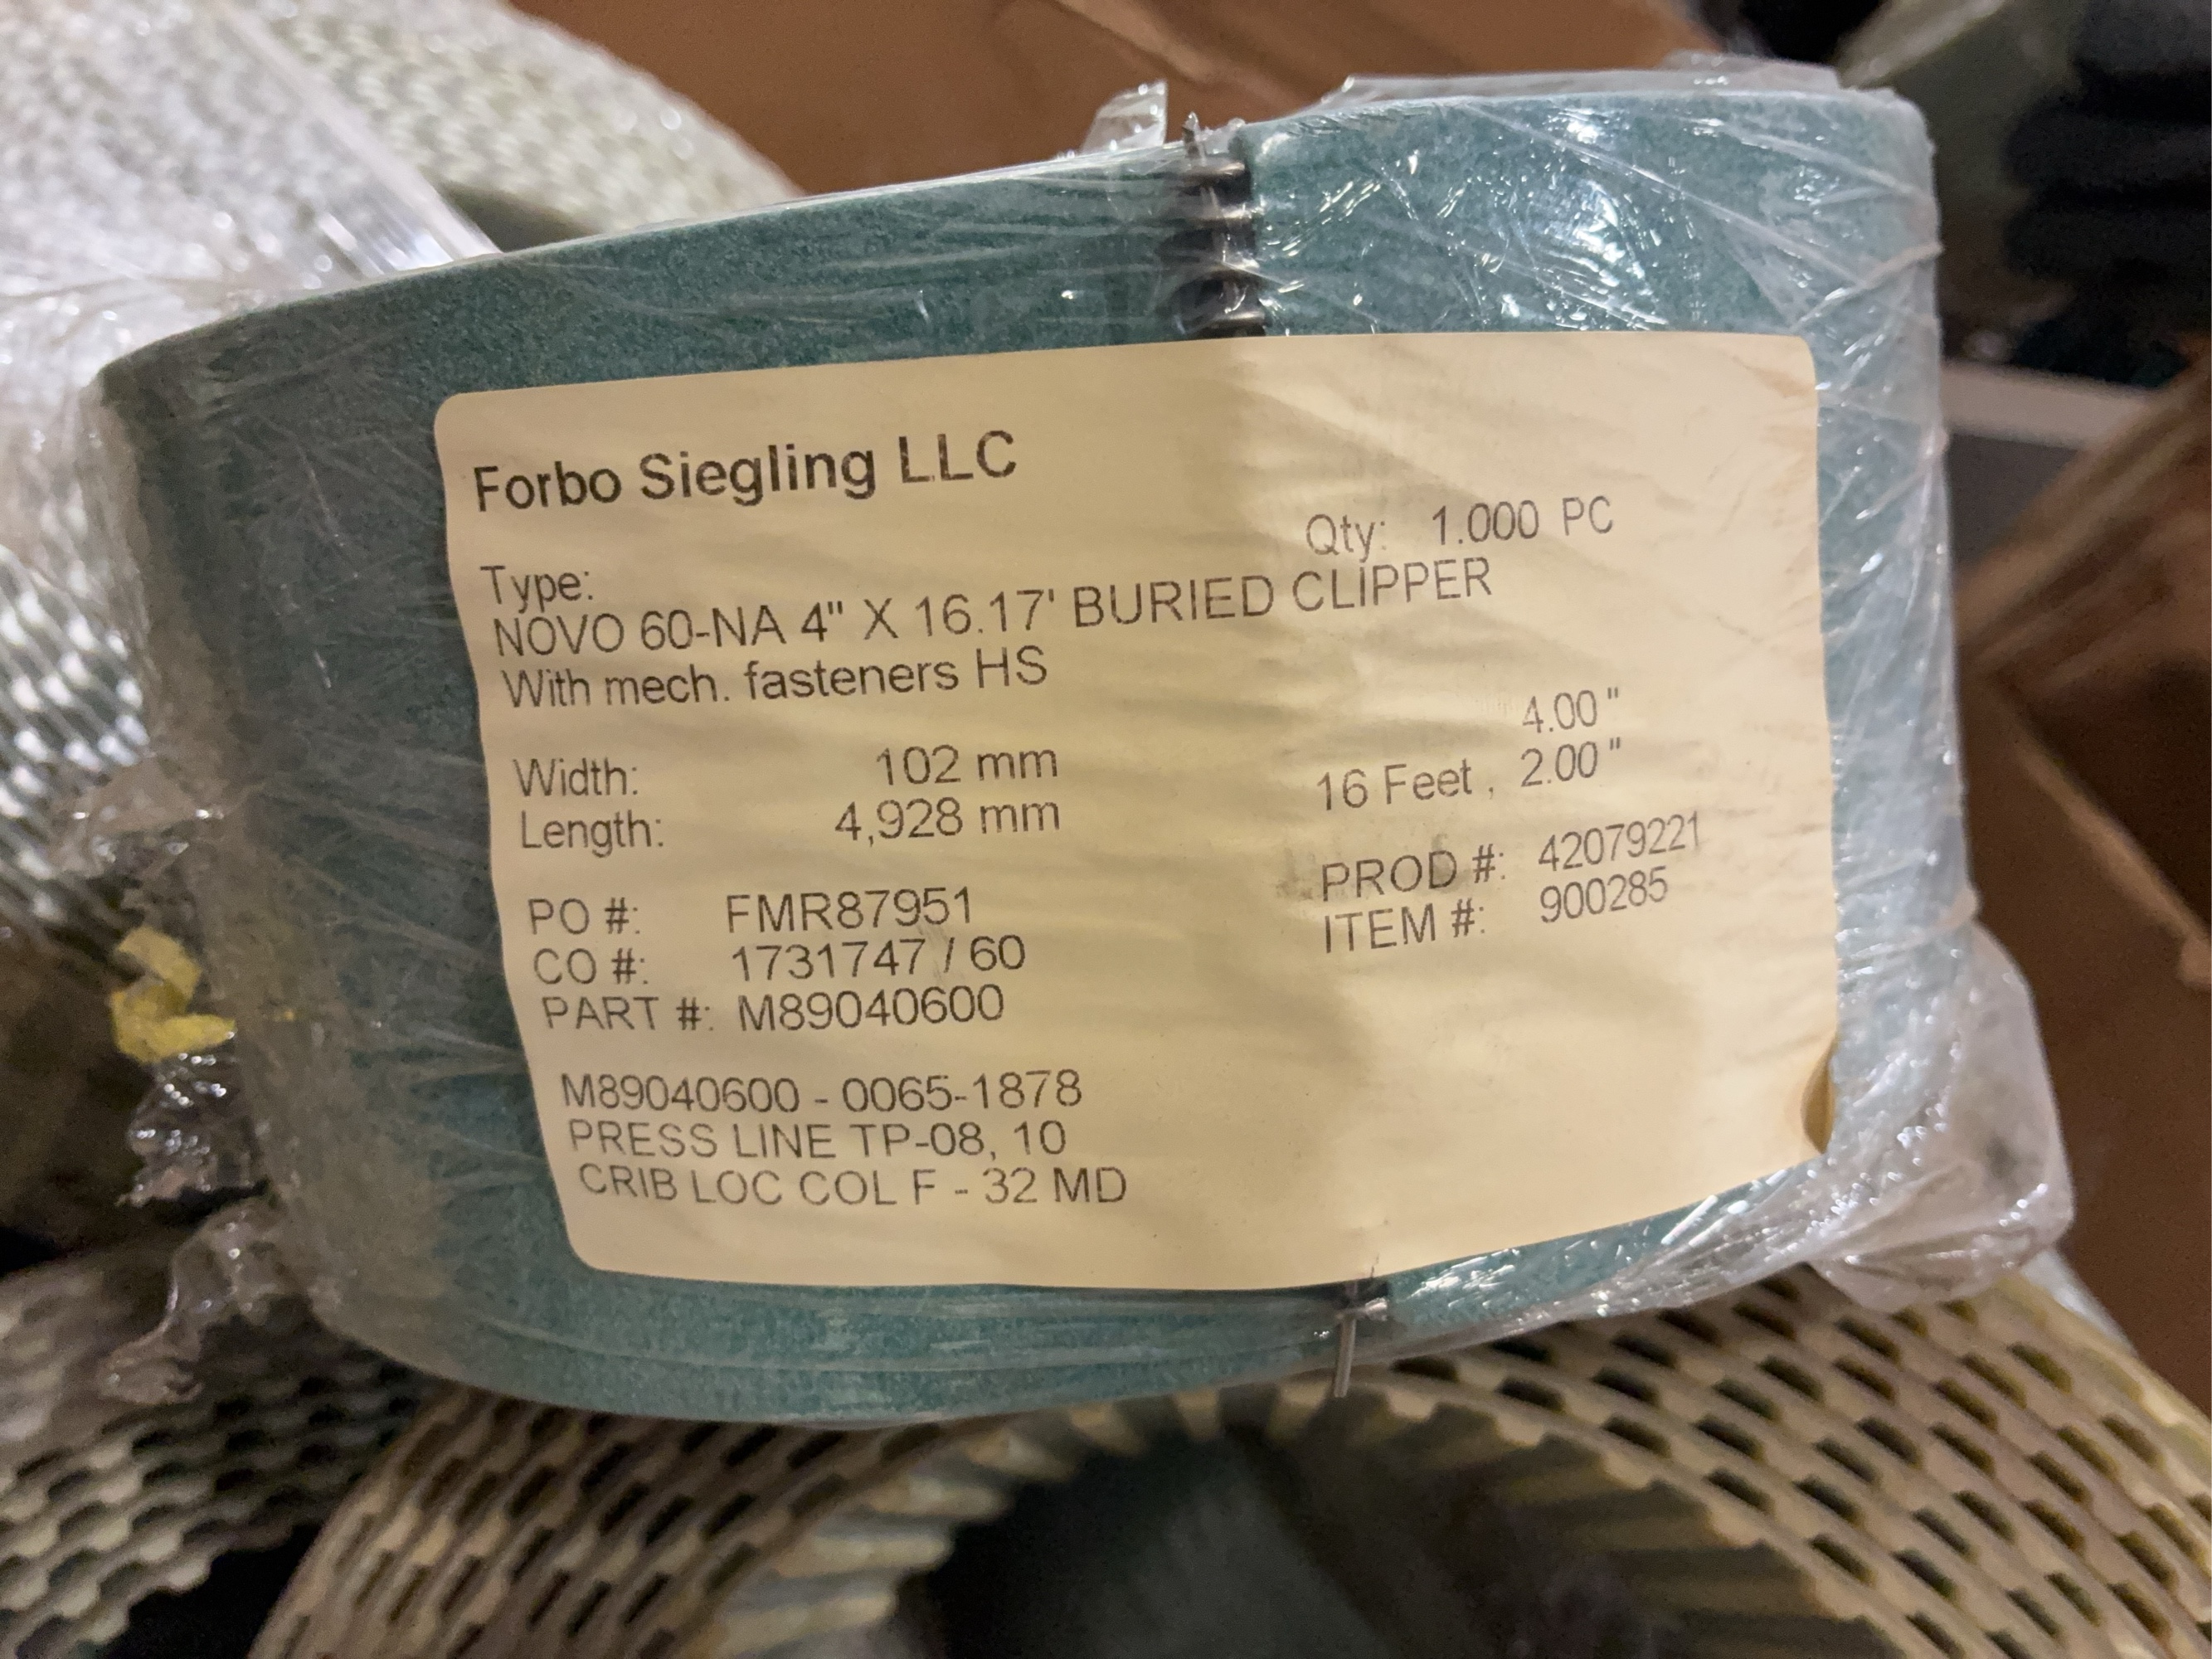 Forbo Siegling LLC
Qty: 1.000 PC
Type:
NOVO 60-NA 4" X 16.17' BURIED CLIPPER
With mech. fasteners HS
Width: 102 mm 4.00 "
Length: 4,928 mm 16 Feet , 2.00 "
PO #: FMR87951 PROD #: 42079221
CO #: 1731747 / 60 ITEM #: 900285
PART #: M89040600
M89040600 - 0065-1878
PRESS LINE TP-08, 10
CRIB LOC COL F - 32 MD